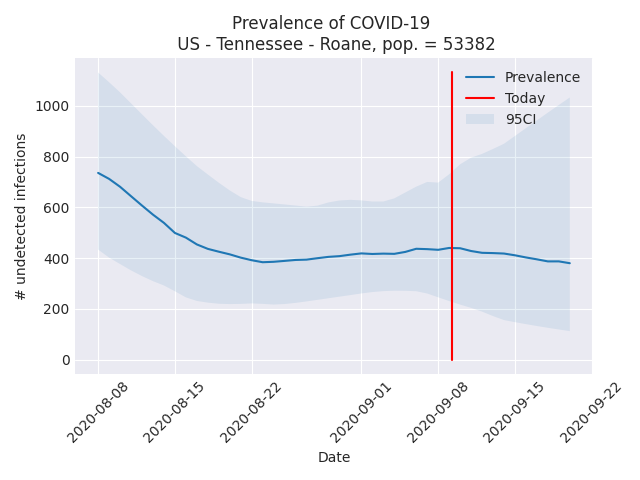 Prevalence of COVID-19
US - Tennessee - Roane, pop. = 53382
# undetected infections
1000
800
600
400
200
0
Prevalence
Today
95CI
2020-08-08
2020-08-15
2020-08-22
2020-09-01
2020-09-08
2020-09-15
2020-09-22
Date